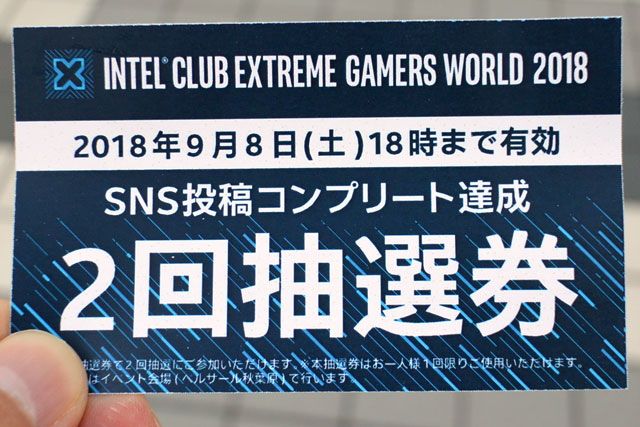 INTEL® CLUB EXTREME GAMERS WORLD 2018
2018年9月8日(土)18時まで有効
SNS投稿コンプリート達成
2回抽選券
抽選券で2回抽選にご参加いただけます。※本抽選券はお一人様1回限りご使用いただけます。
はイベント会場(ベルサール秋葉原)で行います。